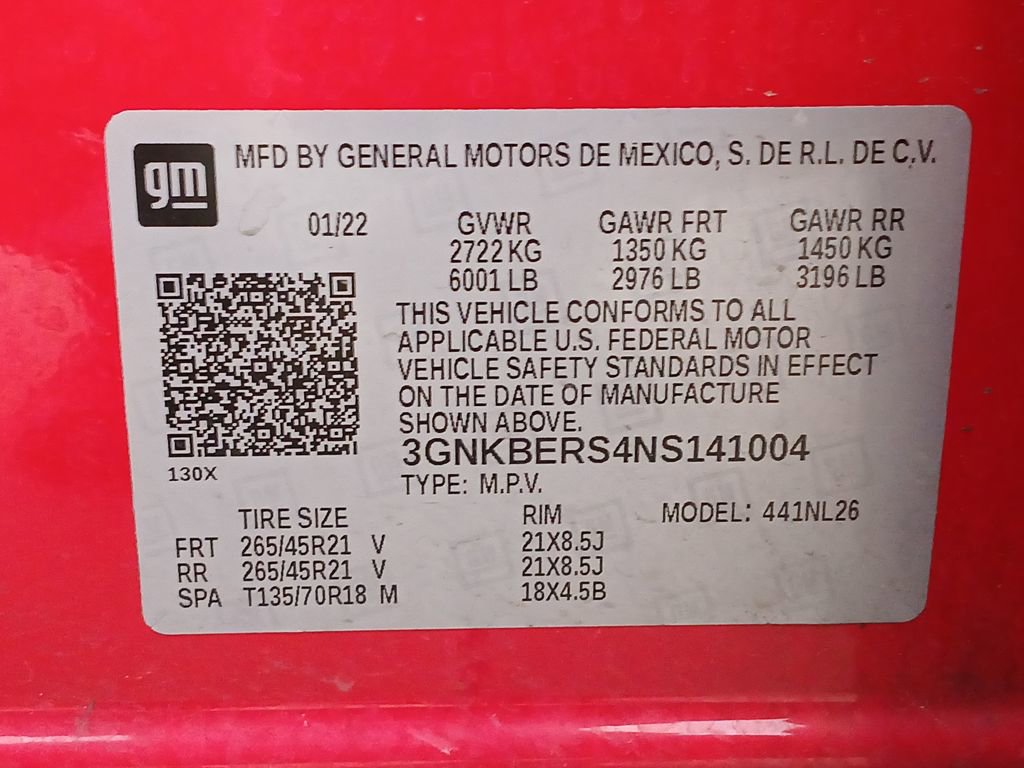 gm MFD BY GENERAL MOTORS DE MEXICO, S. DE R.L. DE C.V.
01/22 GVWR GAWR FRT GAWR RR
2722 KG 1350 KG 1450 KG
6001 LB 2976 LB 3196 LB
THIS VEHICLE CONFORMS TO ALL
APPLICABLE U.S. FEDERAL MOTOR
VEHICLE SAFETY STANDARDS IN EFFECT
ON THE DATE OF MANUFACTURE
SHOWN ABOVE.
3GNKBERS4NS141004
130X
TYPE: M.P.V.
TIRE SIZE RIM MODEL: 441NL26
FRT 265/45R21 V 21X8.5J
RR 265/45R21 V 21X8.5J
SPA T135/70R18 M 18X4.5B